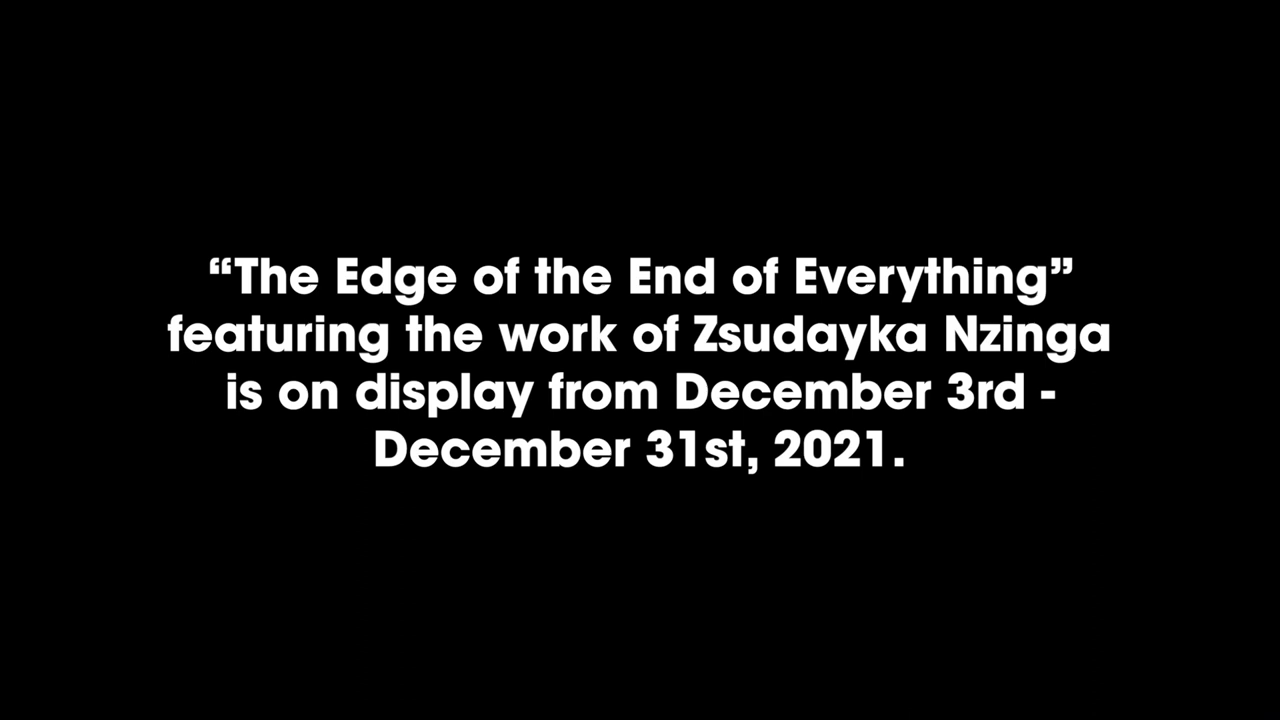 “The Edge of the End of Everything”
featuring the work of Zsudayka Nzinga
is on display from December 3rd -
December 31st, 2021.